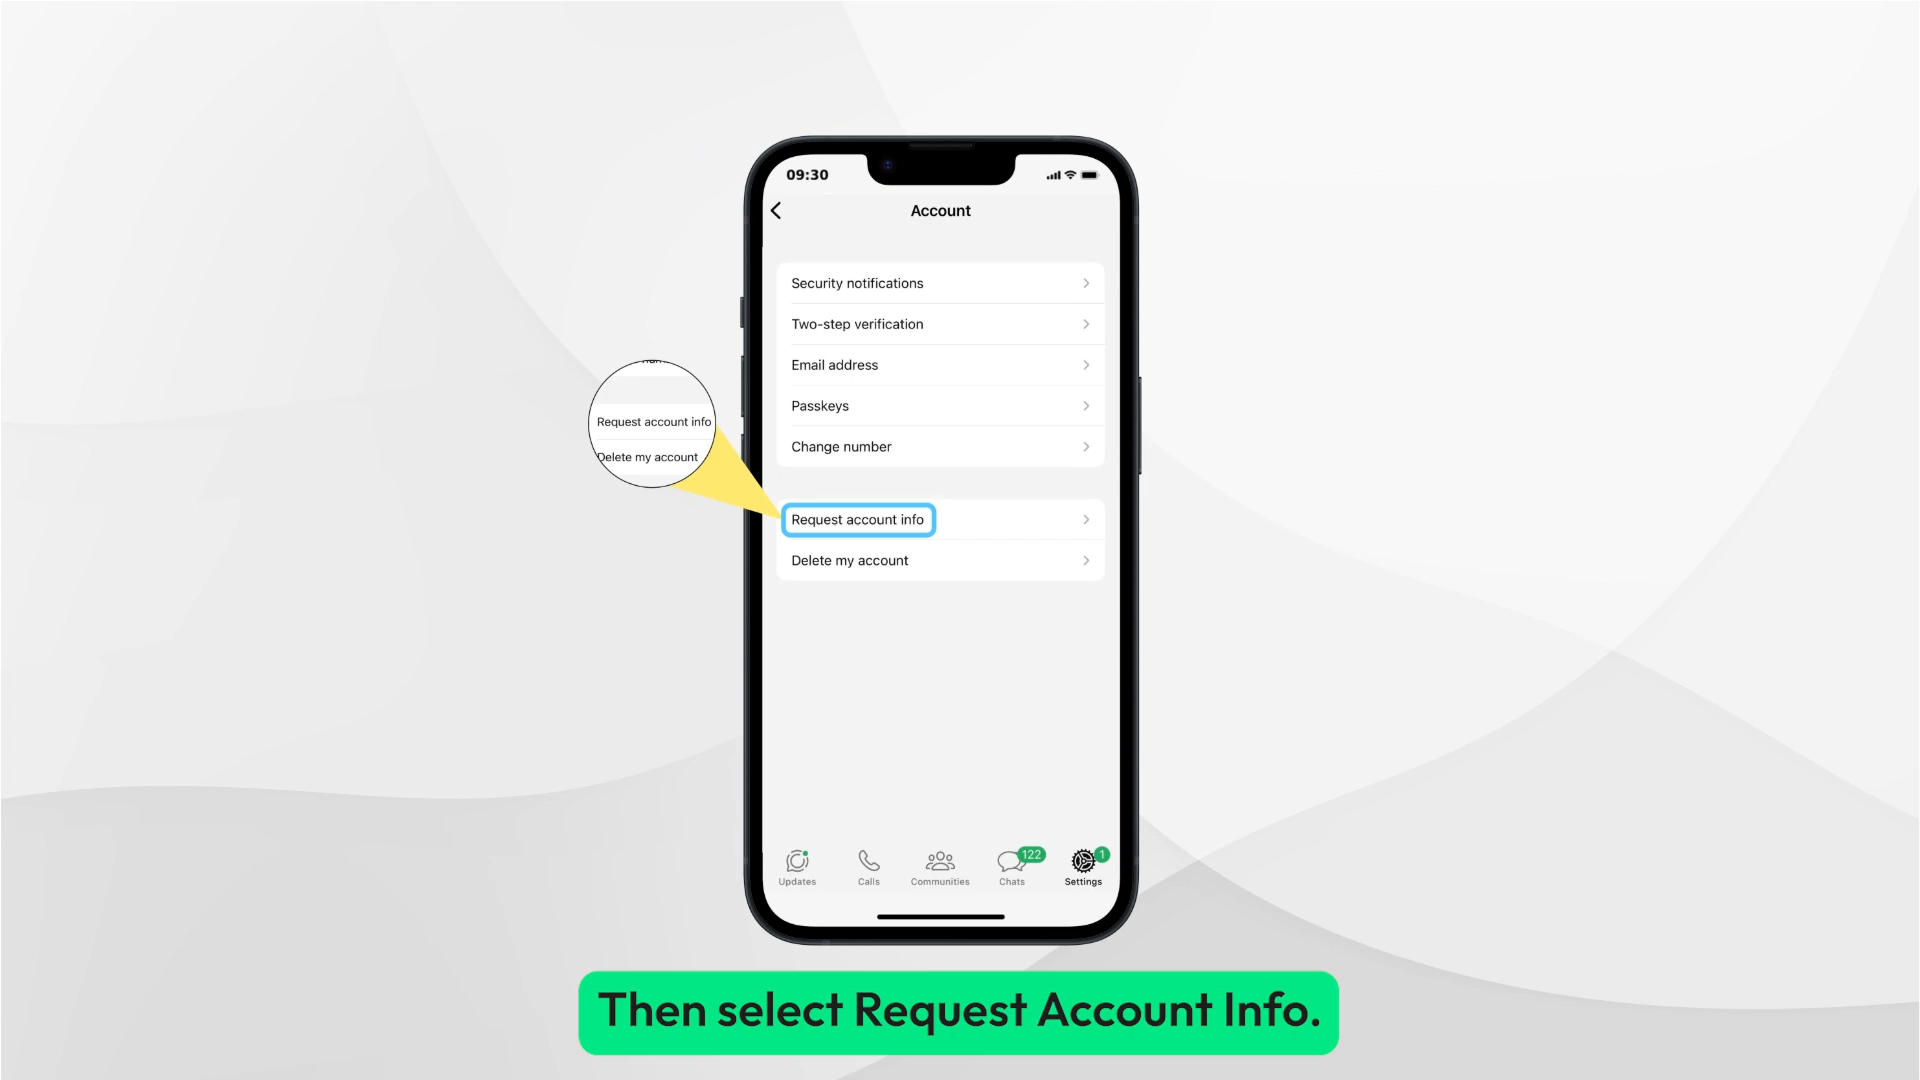 09:30
Account
Security notifications
Two-step verification
Email address
Passkeys
Change number
Request account info
Delete my account
Request account info
Delete my account
122
1
Updates
Calls
Communities
Chats
Settings
Then select Request Account Info.